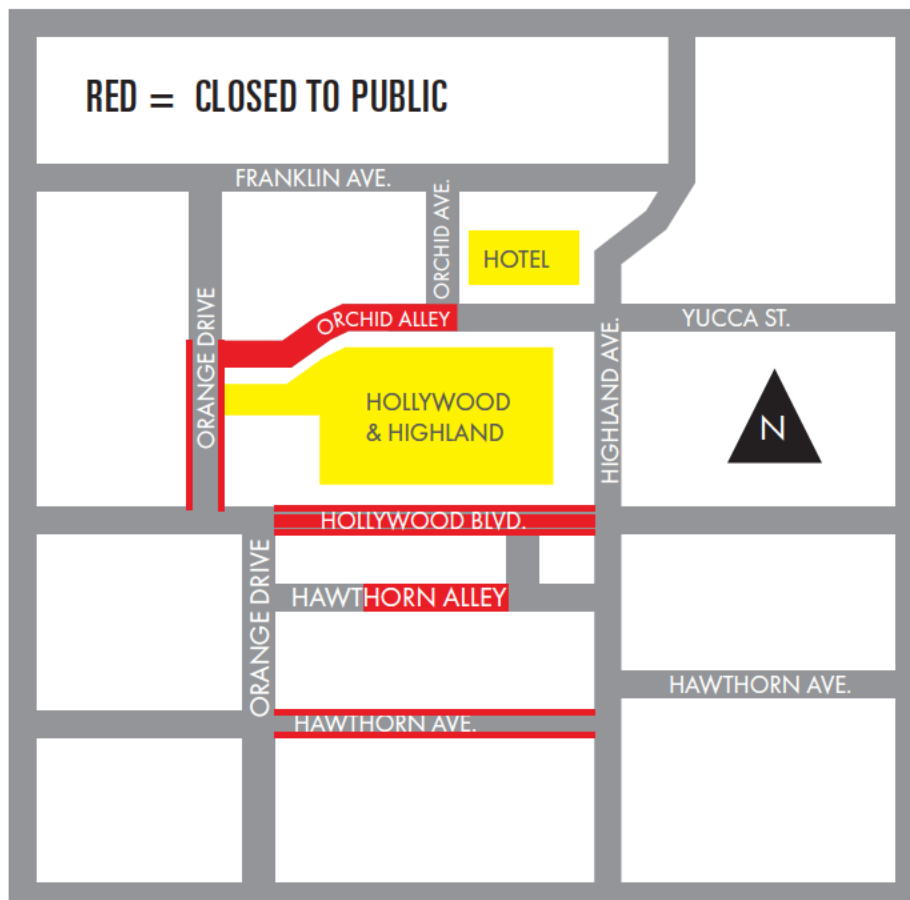 RED = CLOSED TO PUBLIC
FRANKLIN AVE.
ORCHID AVE.
HOTEL
ORCHID ALLEY
YUCCA ST.
ORANGE DRIVE
HIGHLAND AVE.
HOLLYWOOD
& HIGHLAND
N
HOLLYWOOD BLVD.
ORANGE DRIVE
HAWTHORN ALLEY
HAWTHORN AVE.
HAWTHORN AVE.